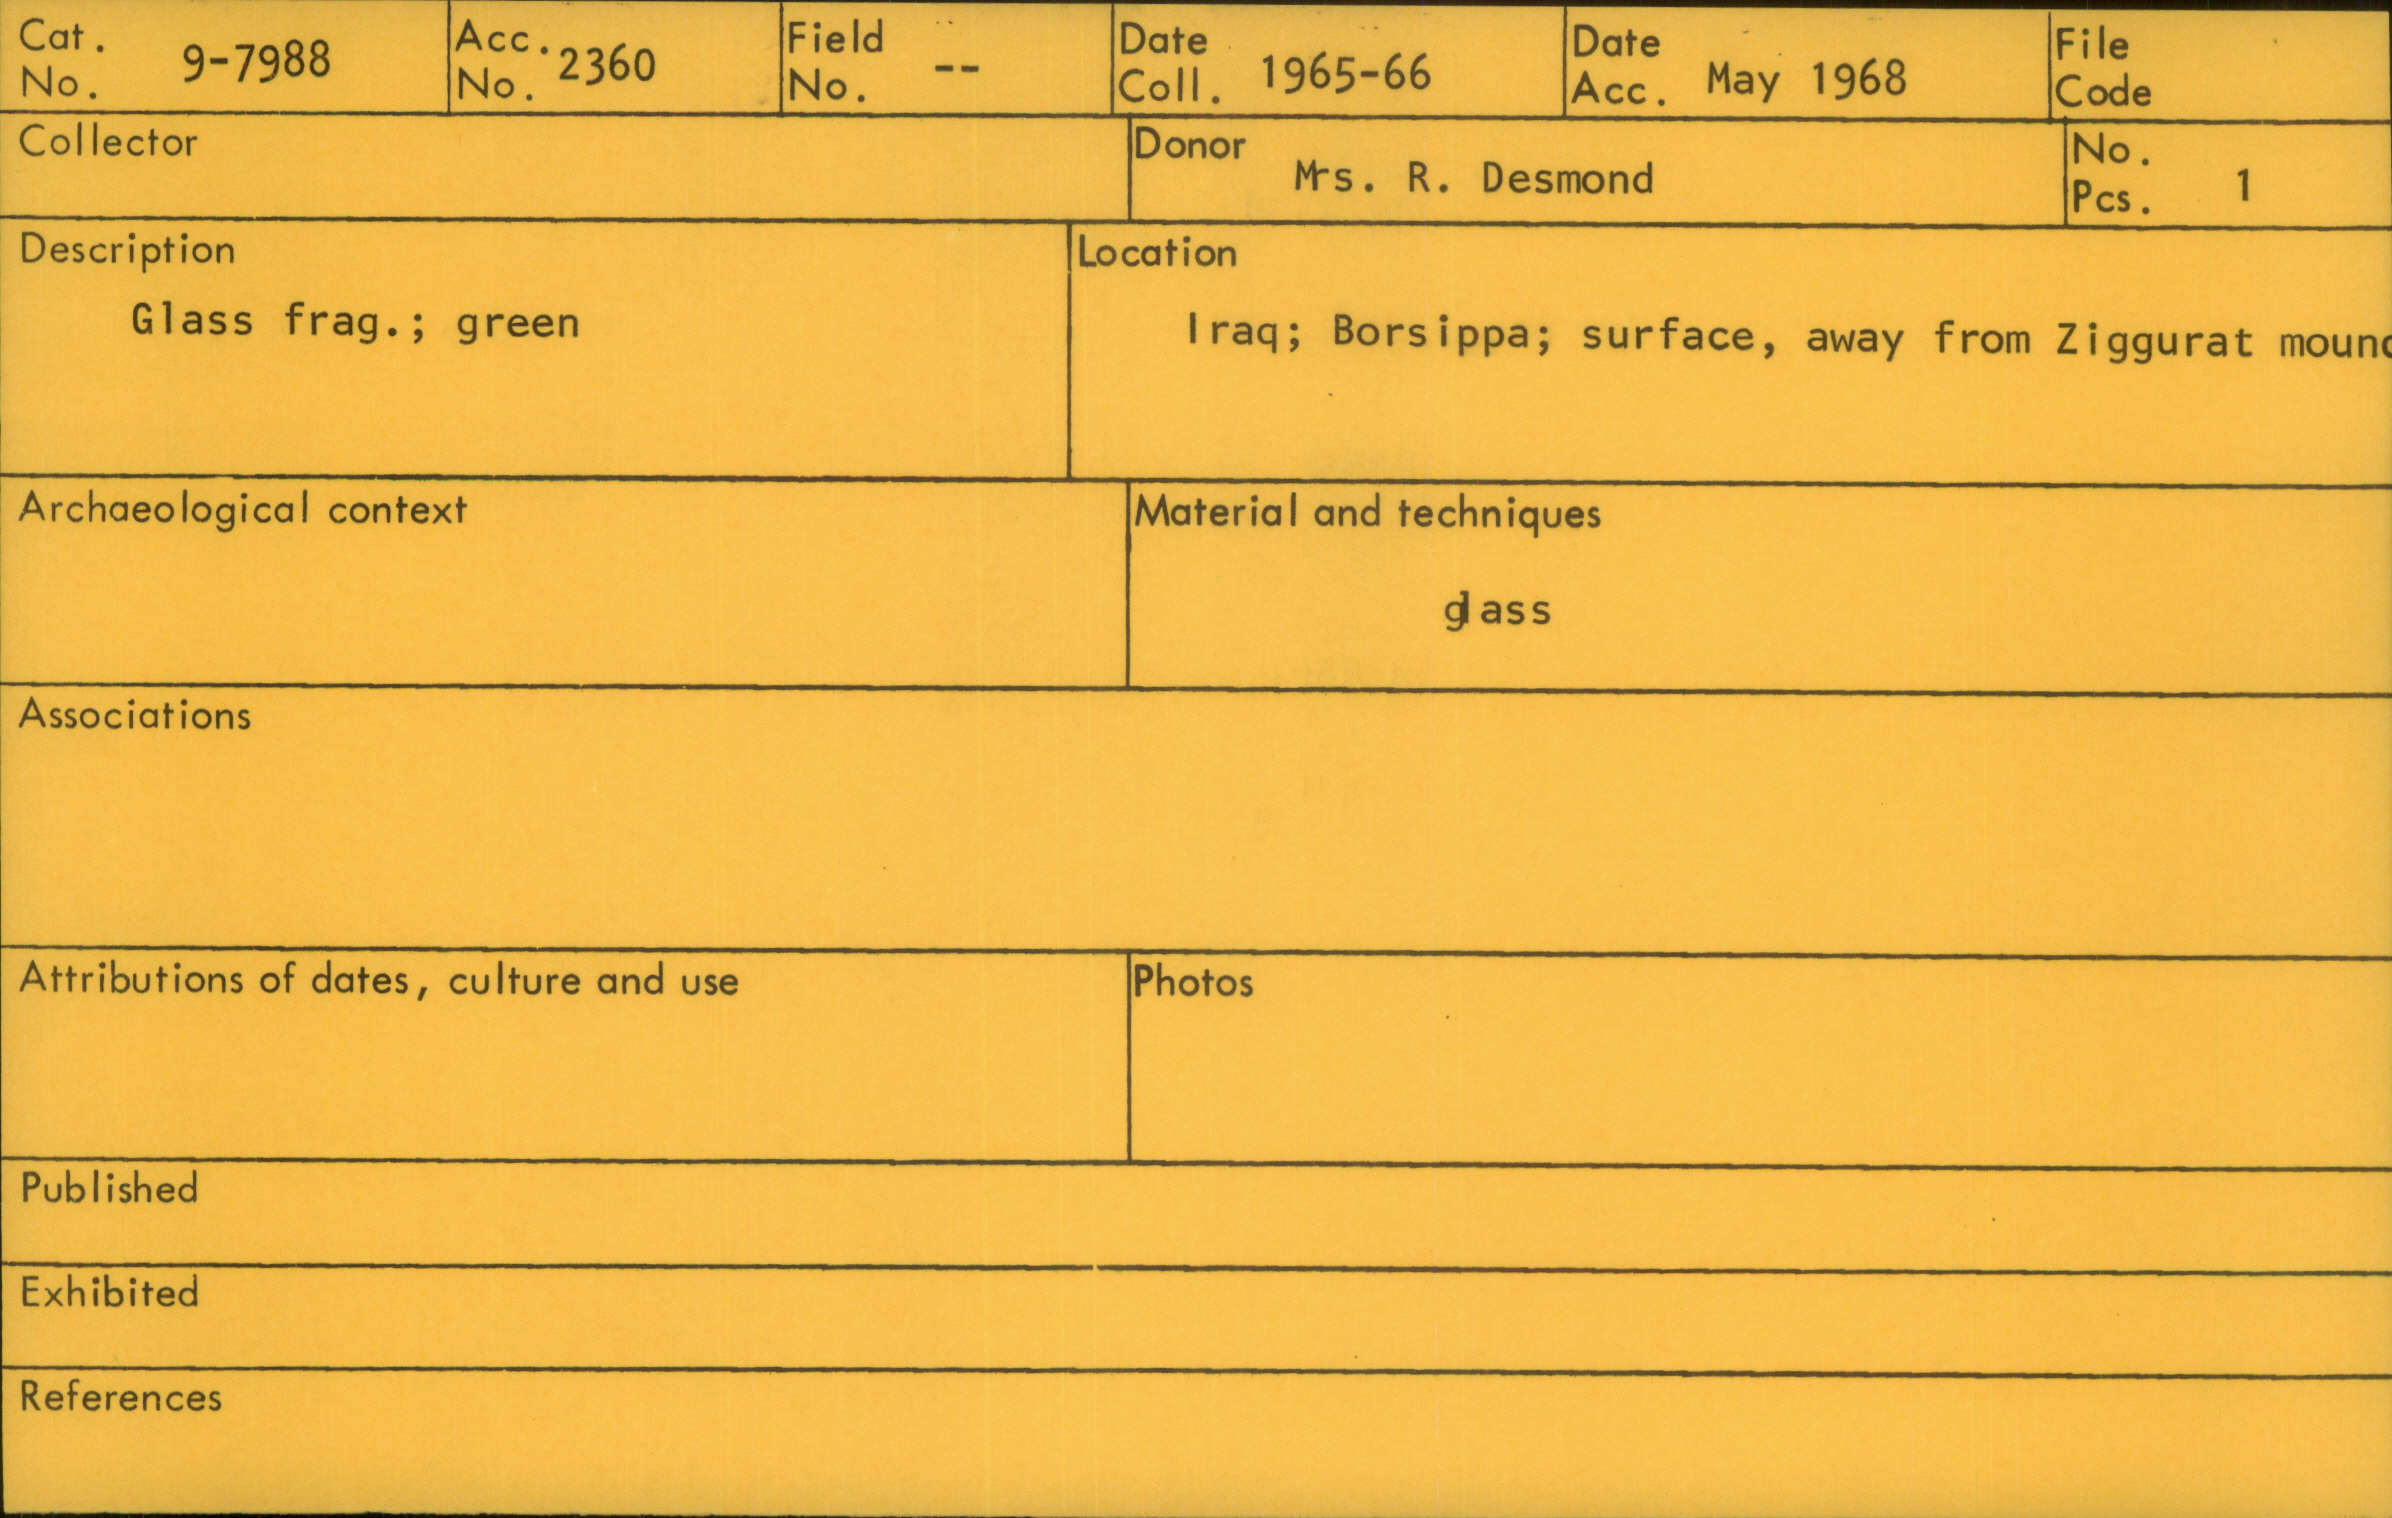 Cat. No. 9-7988 Acc. No. 2360 Field No. -- Date Coll. 1965-66 Date Acc. May 1968 File Code
Collector Donor Mrs. R. Desmond No. Pcs. 1
Description Location
Glass frag.; green Iraq; Borsippa; surface, away from Ziggurat moun
Archaeological context Material and techniques
glass
Associations
Attributions of dates, culture and use Photos
Published
Exhibited
References